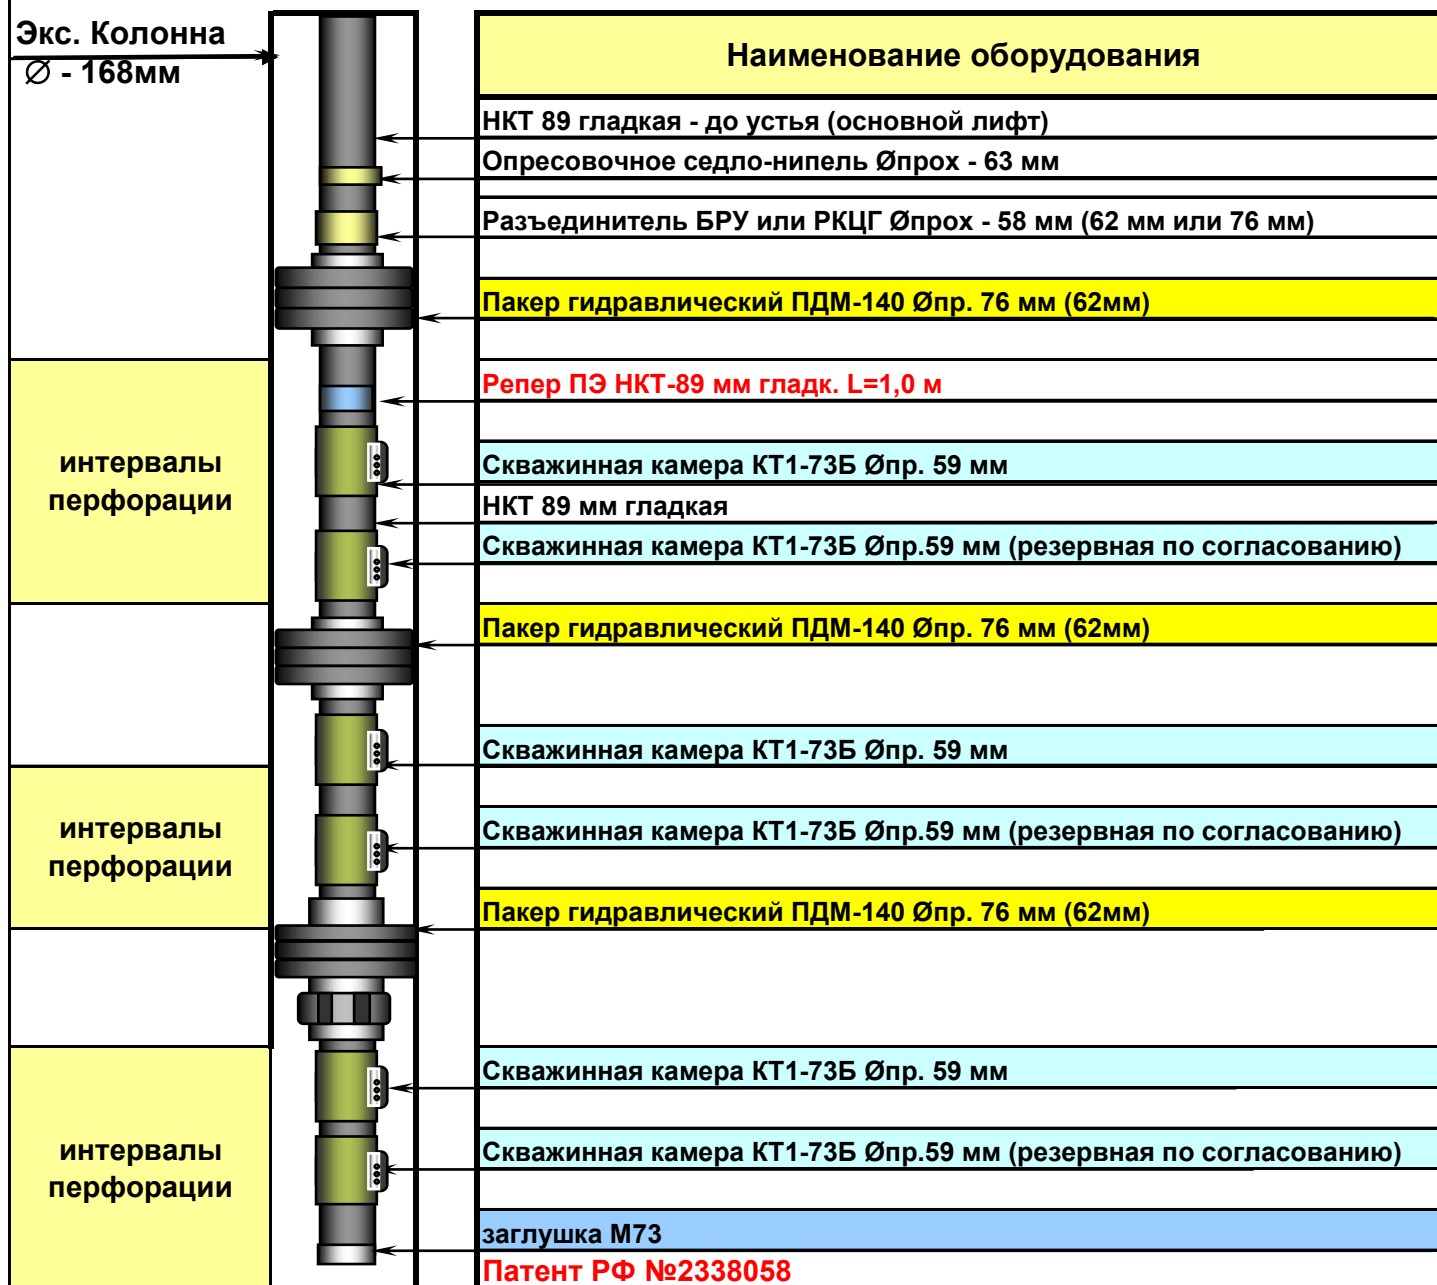 Экс. Колонна
∅ - 168мм
Наименование оборудования
НКТ 89 гладкая - до устья (основной лифт)
Опресовочное седло-нипель Øпрох - 63 мм
Разъединитель БРУ или РКЦГ Øпрох - 58 мм (62 мм или 76 мм)
Пакер гидравлический ПДМ-140 Øпр. 76 мм (62мм)
Репер ПЭ НКТ-89 мм гладк. L=1,0 м
интервалы
перфорации
Скважинная камера КТ1-73Б Øпр. 59 мм
НКТ 89 мм гладкая
Скважинная камера КТ1-73Б Øпр.59 мм (резервная по согласованию)
Пакер гидравлический ПДМ-140 Øпр. 76 мм (62мм)
Скважинная камера КТ1-73Б Øпр. 59 мм
интервалы
перфорации
Скважинная камера КТ1-73Б Øпр.59 мм (резервная по согласованию)
Пакер гидравлический ПДМ-140 Øпр. 76 мм (62мм)
Скважинная камера КТ1-73Б Øпр. 59 мм
интервалы
перфорации
Скважинная камера КТ1-73Б Øпр.59 мм (резервная по согласованию)
заглушка М73
Патент РФ №2338058